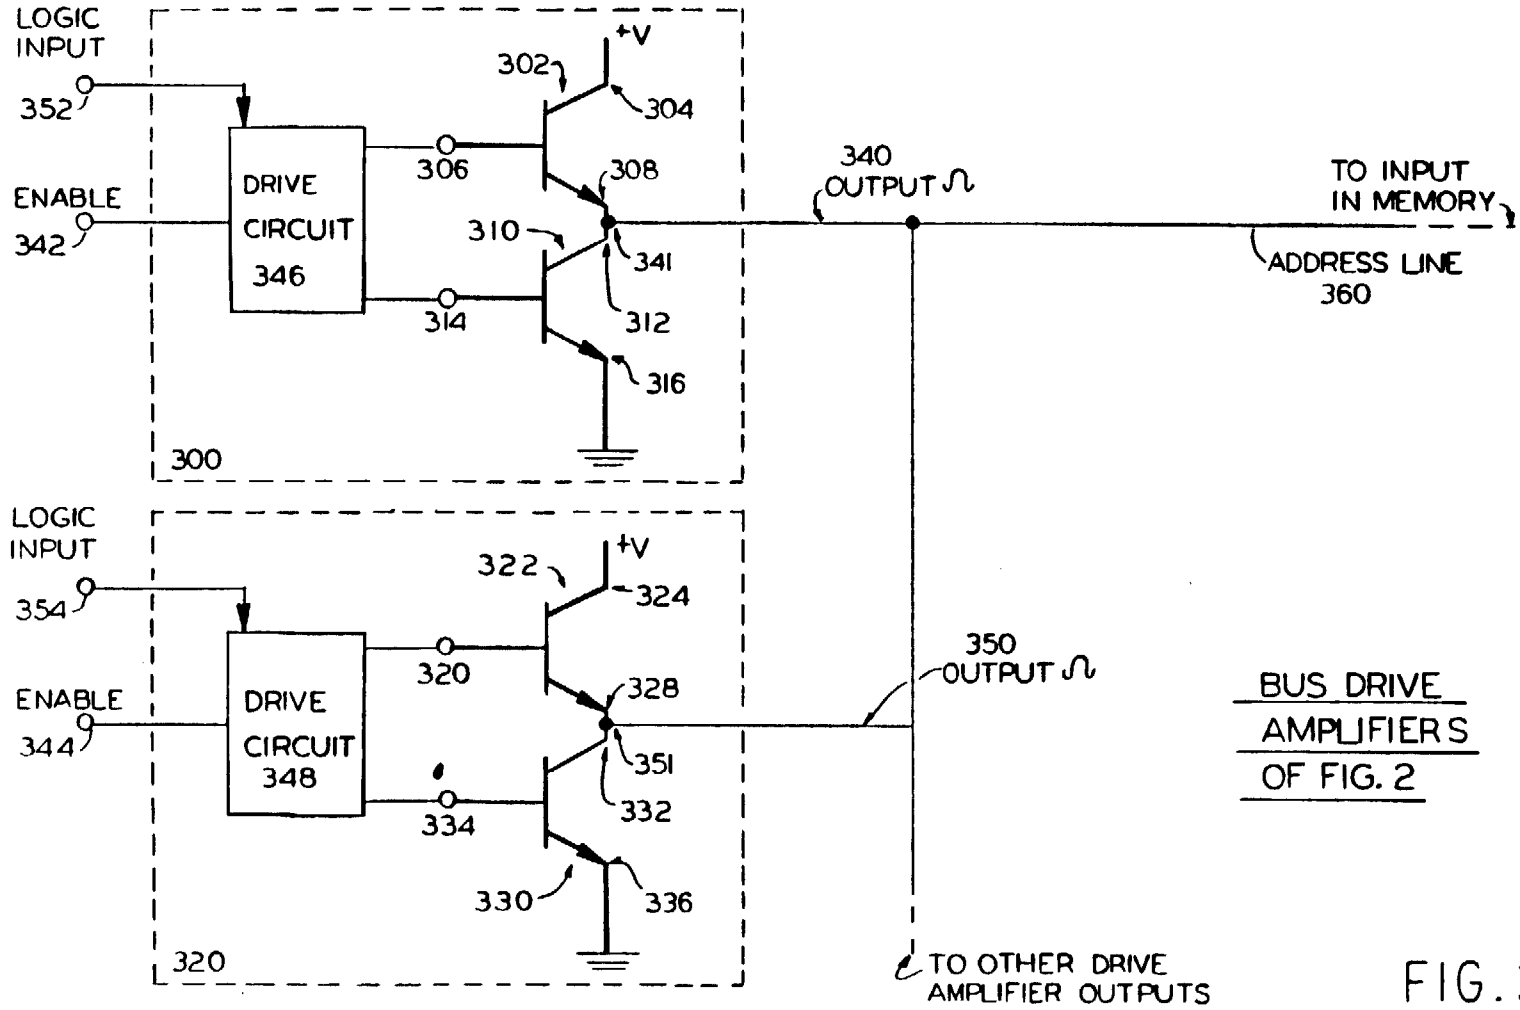 LOGIC
INPUT
352
ENABLE
342
DRIVE
CIRCUIT
346
306
314
302
+V
304
308
310
341
312
316
300
340
OUTPUT
TO INPUT
IN MEMORY
ADDRESS LINE
360
LOGIC
INPUT
354
ENABLE
344
DRIVE
CIRCUIT
348
320
334
322
+V
324
328
351
332
330
336
320
350
OUTPUT
BUS DRIVE
AMPLIFIERS
OF FIG. 2
TO OTHER DRIVE
AMPLIFIER OUTPUTS
FIG.